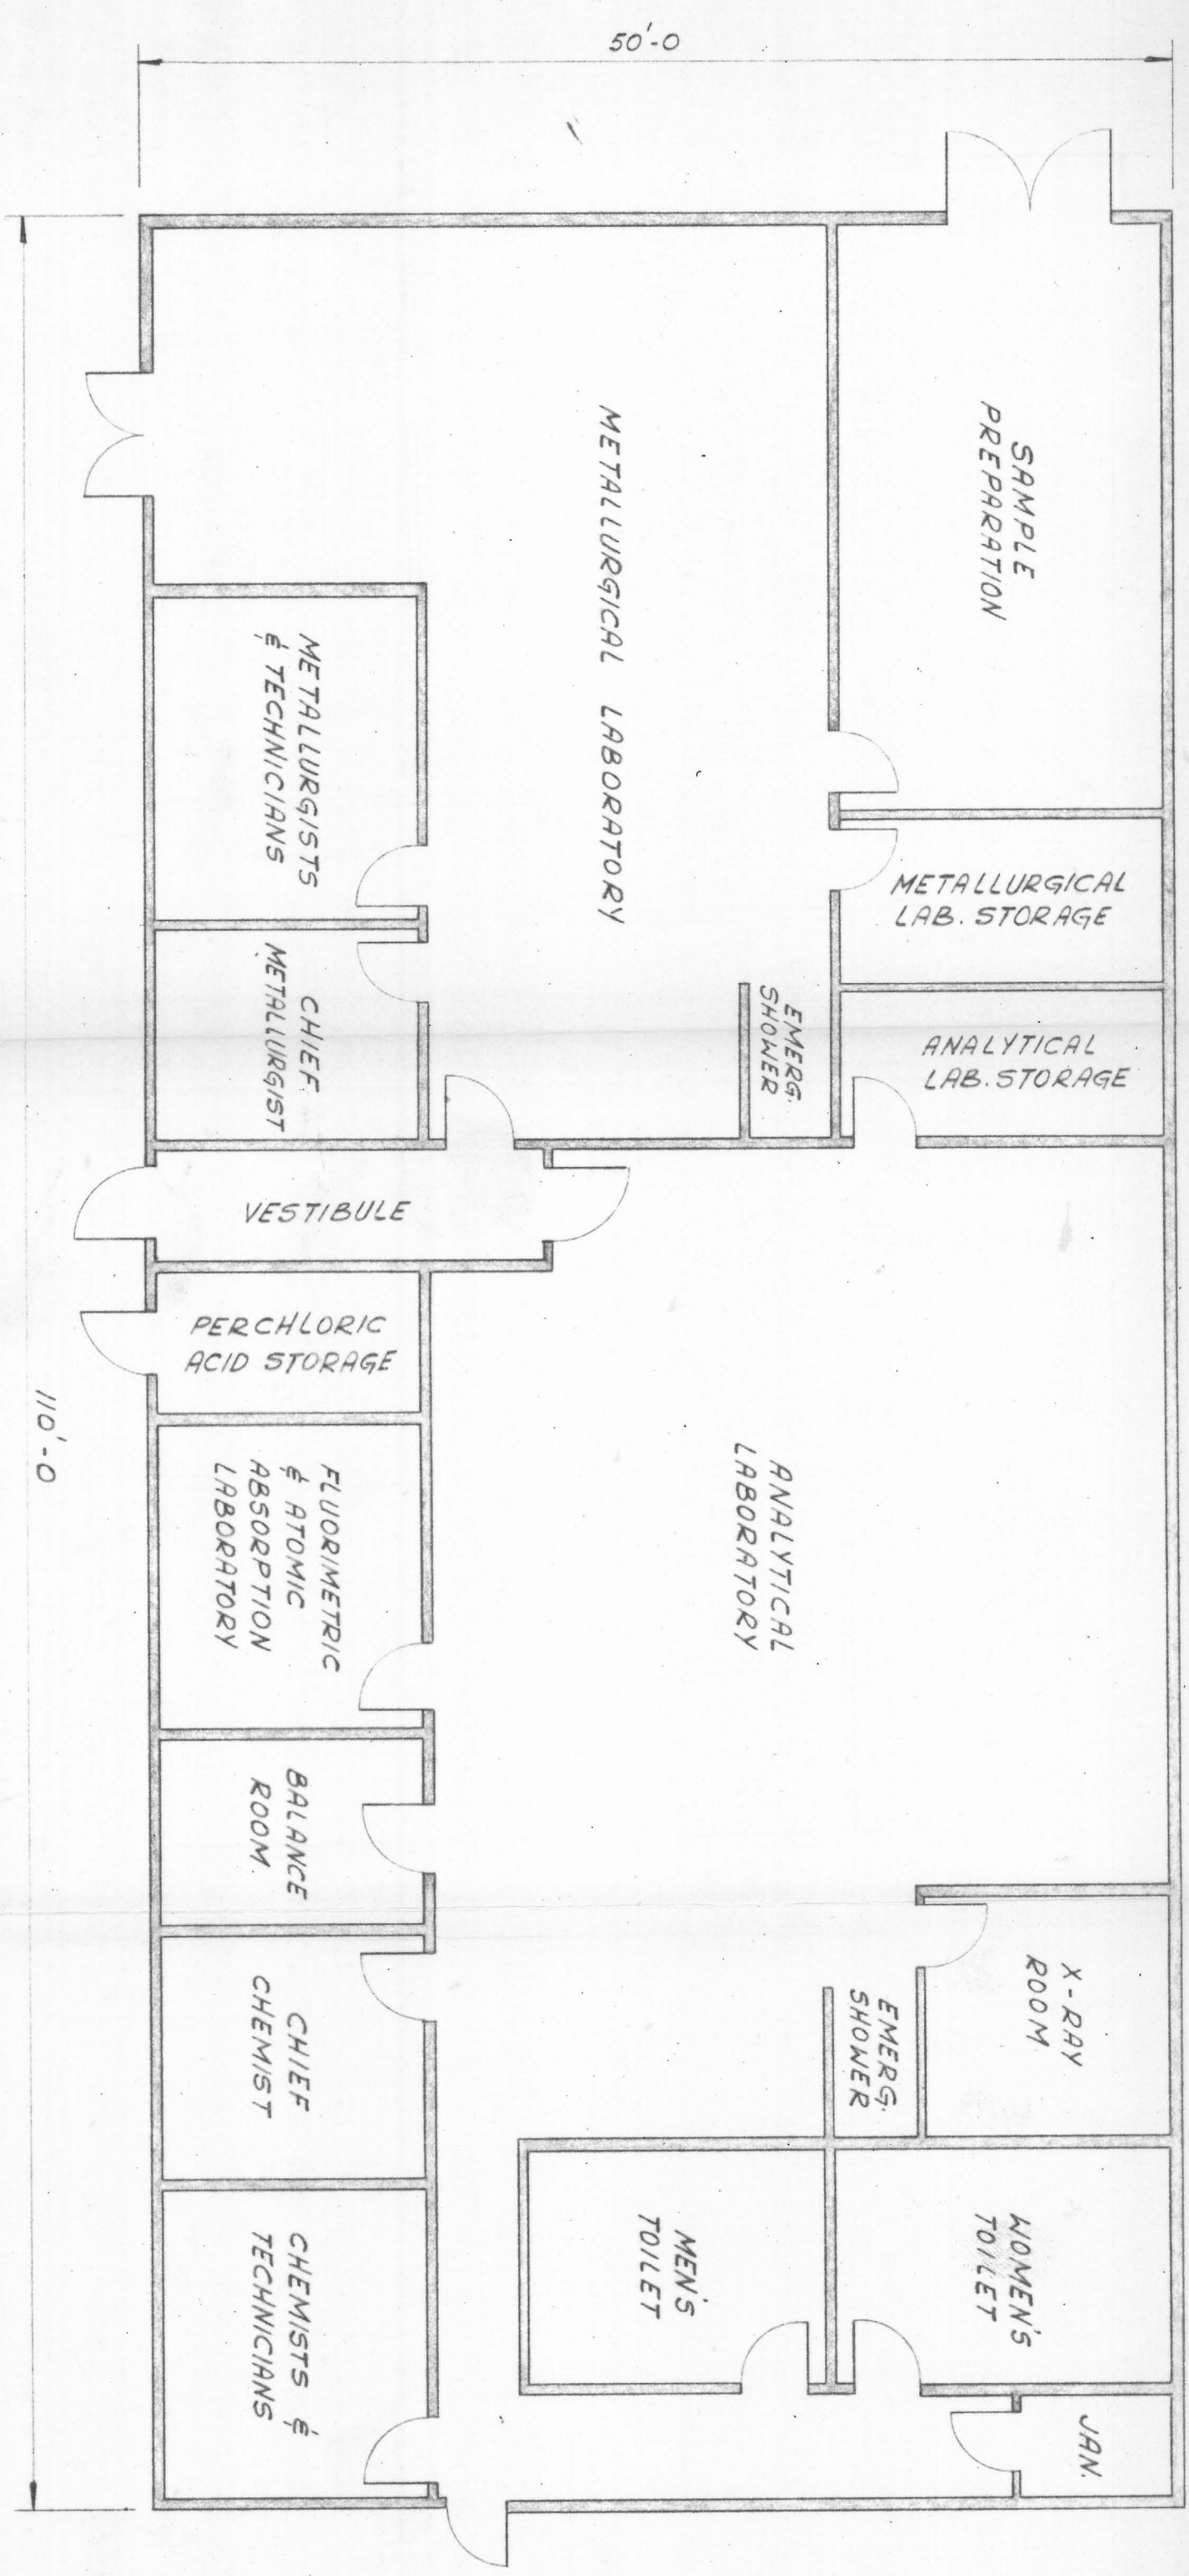 50'-0
110'-0
SAMPLE
PREPARATION
METALLURGICAL LABORATORY
METALLURGISTS
& TECHNICIANS
METALLURGICAL
LAB. STORAGE
CHIEF
METALLURGIST
EMERG.
SHOWER
ANALYTICAL
LAB. STORAGE
VESTIBULE
PERCHLORIC
ACID STORAGE
ANALYTICAL
LABORATORY
FLUORIMETRIC
& ATOMIC
ABSORPTION
LABORATORY
BALANCE
ROOM
X-RAY
ROOM
EMERG.
SHOWER
CHIEF
CHEMIST
MEN'S
TOILET
WOMEN'S
TOILET
CHEMISTS &
TECHNICIANS
JAN.